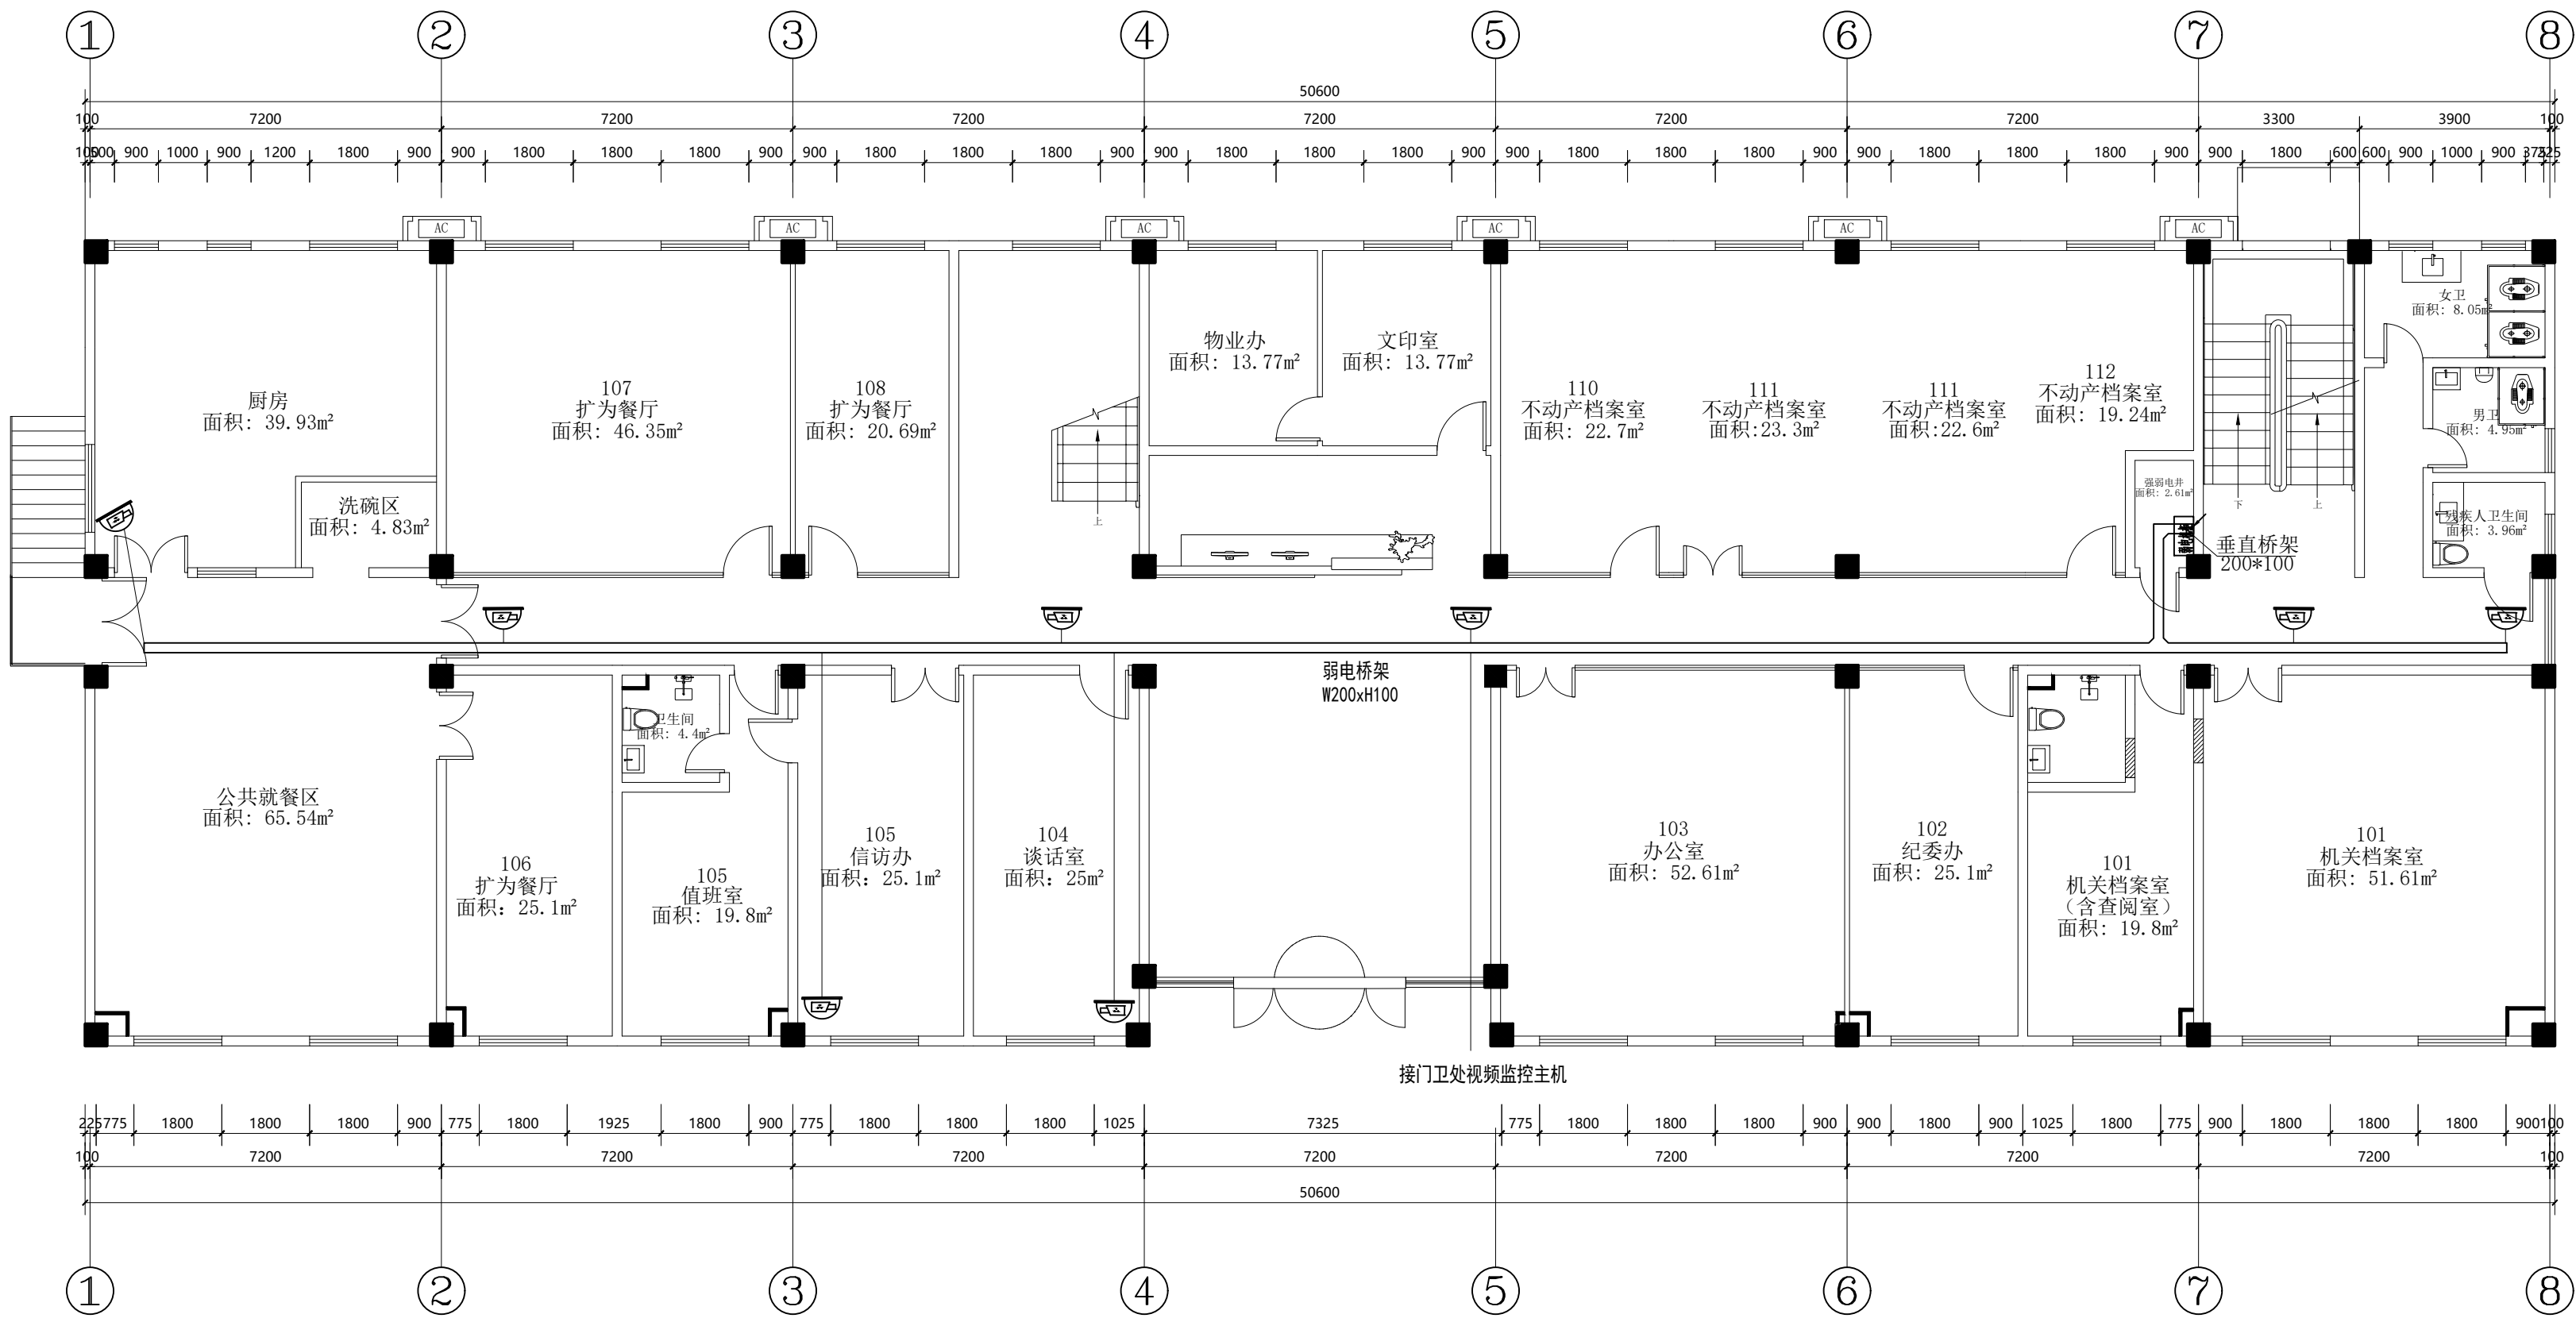 ① ② ③ ④ ⑤ ⑥ ⑦ ⑧
50600
100 7200 7200 7200 7200 7200 7200 3300 3900 100
100 500 900 1000 900 1200 1800 900 900 1800 1800 1800 900 900 1800 1800 1800 900 900 1800 1800 1800 900 900 1800 1800 1800 900 900 1800 1800 1800 900 900 1800 600 600 900 1000 900 375 225
AC AC AC AC AC AC
厨房
面积: 39.93m²
洗碗区
面积: 4.83m²
107
扩为餐厅
面积: 46.35m²
108
扩为餐厅
面积: 20.69m²
上
物业办
面积: 13.77m²
文印室
面积: 13.77m²
110
不动产档案室
面积: 22.7m²
111
不动产档案室
面积:23.3m²
111
不动产档案室
面积:22.6m²
112
不动产档案室
面积: 19.24m²
强弱电井
面积: 2.61m²
下
上
女卫
面积: 8.05m²
男卫
面积: 4.95m²
残疾人卫生间
面积: 3.96m²
垂直桥架
200*100
弱电桥架
W200xH100
公共就餐区
面积: 65.54m²
106
扩为餐厅
面积: 25.1m²
卫生间
面积: 4.4m²
105
值班室
面积: 19.8m²
105
信访办
面积: 25.1m²
104
谈话室
面积: 25m²
103
办公室
面积: 52.61m²
102
纪委办
面积: 25.1m²
101
机关档案室
（含查阅室）
面积: 19.8m²
101
机关档案室
面积: 51.61m²
接门卫处视频监控主机
225 775 1800 1800 1800 900 775 1800 1925 1800 900 775 1800 1800 1800 1025 7325 775 1800 1800 1800 900 900 1800 900 1025 1800 775 900 1800 1800 1800 900 100
100 7200 7200 7200 7200 7200 7200 7200 100
50600
① ② ③ ④ ⑤ ⑥ ⑦ ⑧